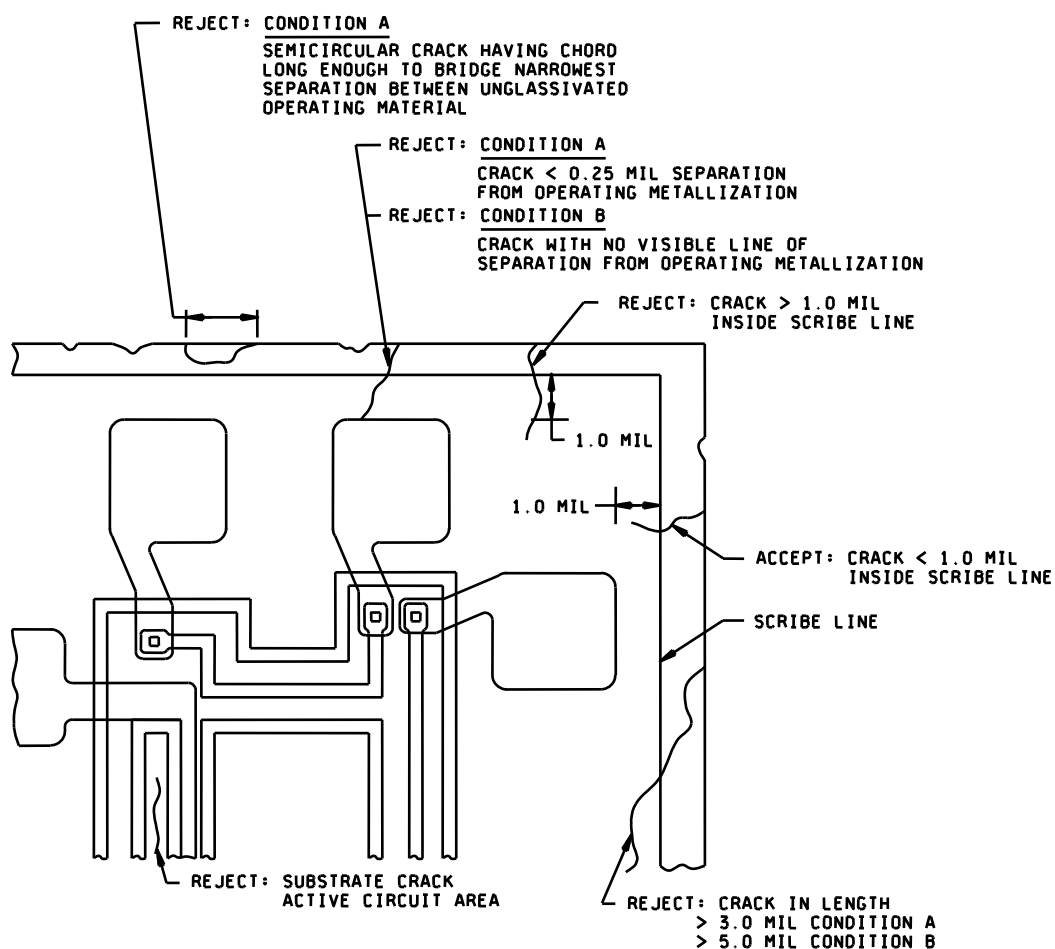 REJECT: CONDITION A
SEMICIRCULAR CRACK HAVING CHORD
LONG ENOUGH TO BRIDGE NARROWEST
SEPARATION BETWEEN UNGLASSIVATED
OPERATING MATERIAL
REJECT: CONDITION A
CRACK < 0.25 MIL SEPARATION
FROM OPERATING METALLIZATION
REJECT: CONDITION B
CRACK WITH NO VISIBLE LINE OF
SEPARATION FROM OPERATING METALLIZATION
REJECT: CRACK > 1.0 MIL
INSIDE SCRIBE LINE
1.0 MIL
1.0 MIL
ACCEPT: CRACK < 1.0 MIL
INSIDE SCRIBE LINE
SCRIBE LINE
REJECT: SUBSTRATE CRACK
ACTIVE CIRCUIT AREA
REJECT: CRACK IN LENGTH
> 3.0 MIL CONDITION A
> 5.0 MIL CONDITION B